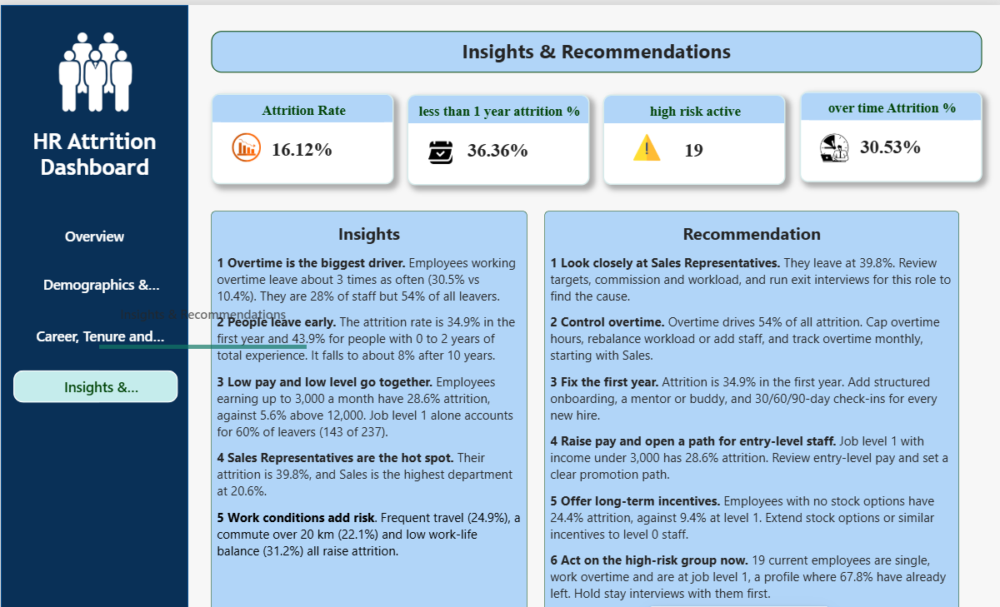 Insights & Recommendations
HR Attrition
Dashboard
Overview
Demographics &...
Career, Tenure and...
Insights &...
Insights & Recommendations
Attrition Rate
16.12%
less than 1 year attrition %
36.36%
high risk active
19
over time Attrition %
30.53%
Insights
1 Overtime is the biggest driver. Employees working
overtime leave about 3 times as often (30.5% vs
10.4%). They are 28% of staff but 54% of all leavers.
2 People leave early. The attrition rate is 34.9% in the
first year and 43.9% for people with 0 to 2 years of
total experience. It falls to about 8% after 10 years.
3 Low pay and low level go together. Employees
earning up to 3,000 a month have 28.6% attrition,
against 5.6% above 12,000. Job level 1 alone accounts
for 60% of leavers (143 of 237).
4 Sales Representatives are the hot spot. Their
attrition is 39.8%, and Sales is the highest department
at 20.6%.
5 Work conditions add risk. Frequent travel (24.9%), a
commute over 20 km (22.1%) and low work-life
balance (31.2%) all raise attrition.
Recommendation
1 Look closely at Sales Representatives. They leave at 39.8%. Review
targets, commission and workload, and run exit interviews for this role to
find the cause.
2 Control overtime. Overtime drives 54% of all attrition. Cap overtime
hours, rebalance workload or add staff, and track overtime monthly,
starting with Sales.
3 Fix the first year. Attrition is 34.9% in the first year. Add structured
onboarding, a mentor or buddy, and 30/60/90-day check-ins for every
new hire.
4 Raise pay and open a path for entry-level staff. Job level 1 with
income under 3,000 has 28.6% attrition. Review entry-level pay and set a
clear promotion path.
5 Offer long-term incentives. Employees with no stock options have
24.4% attrition, against 9.4% at level 1. Extend stock options or similar
incentives to level 0 staff.
6 Act on the high-risk group now. 19 current employees are single,
work overtime and are at job level 1, a profile where 67.8% have already
left. Hold stay interviews with them first.